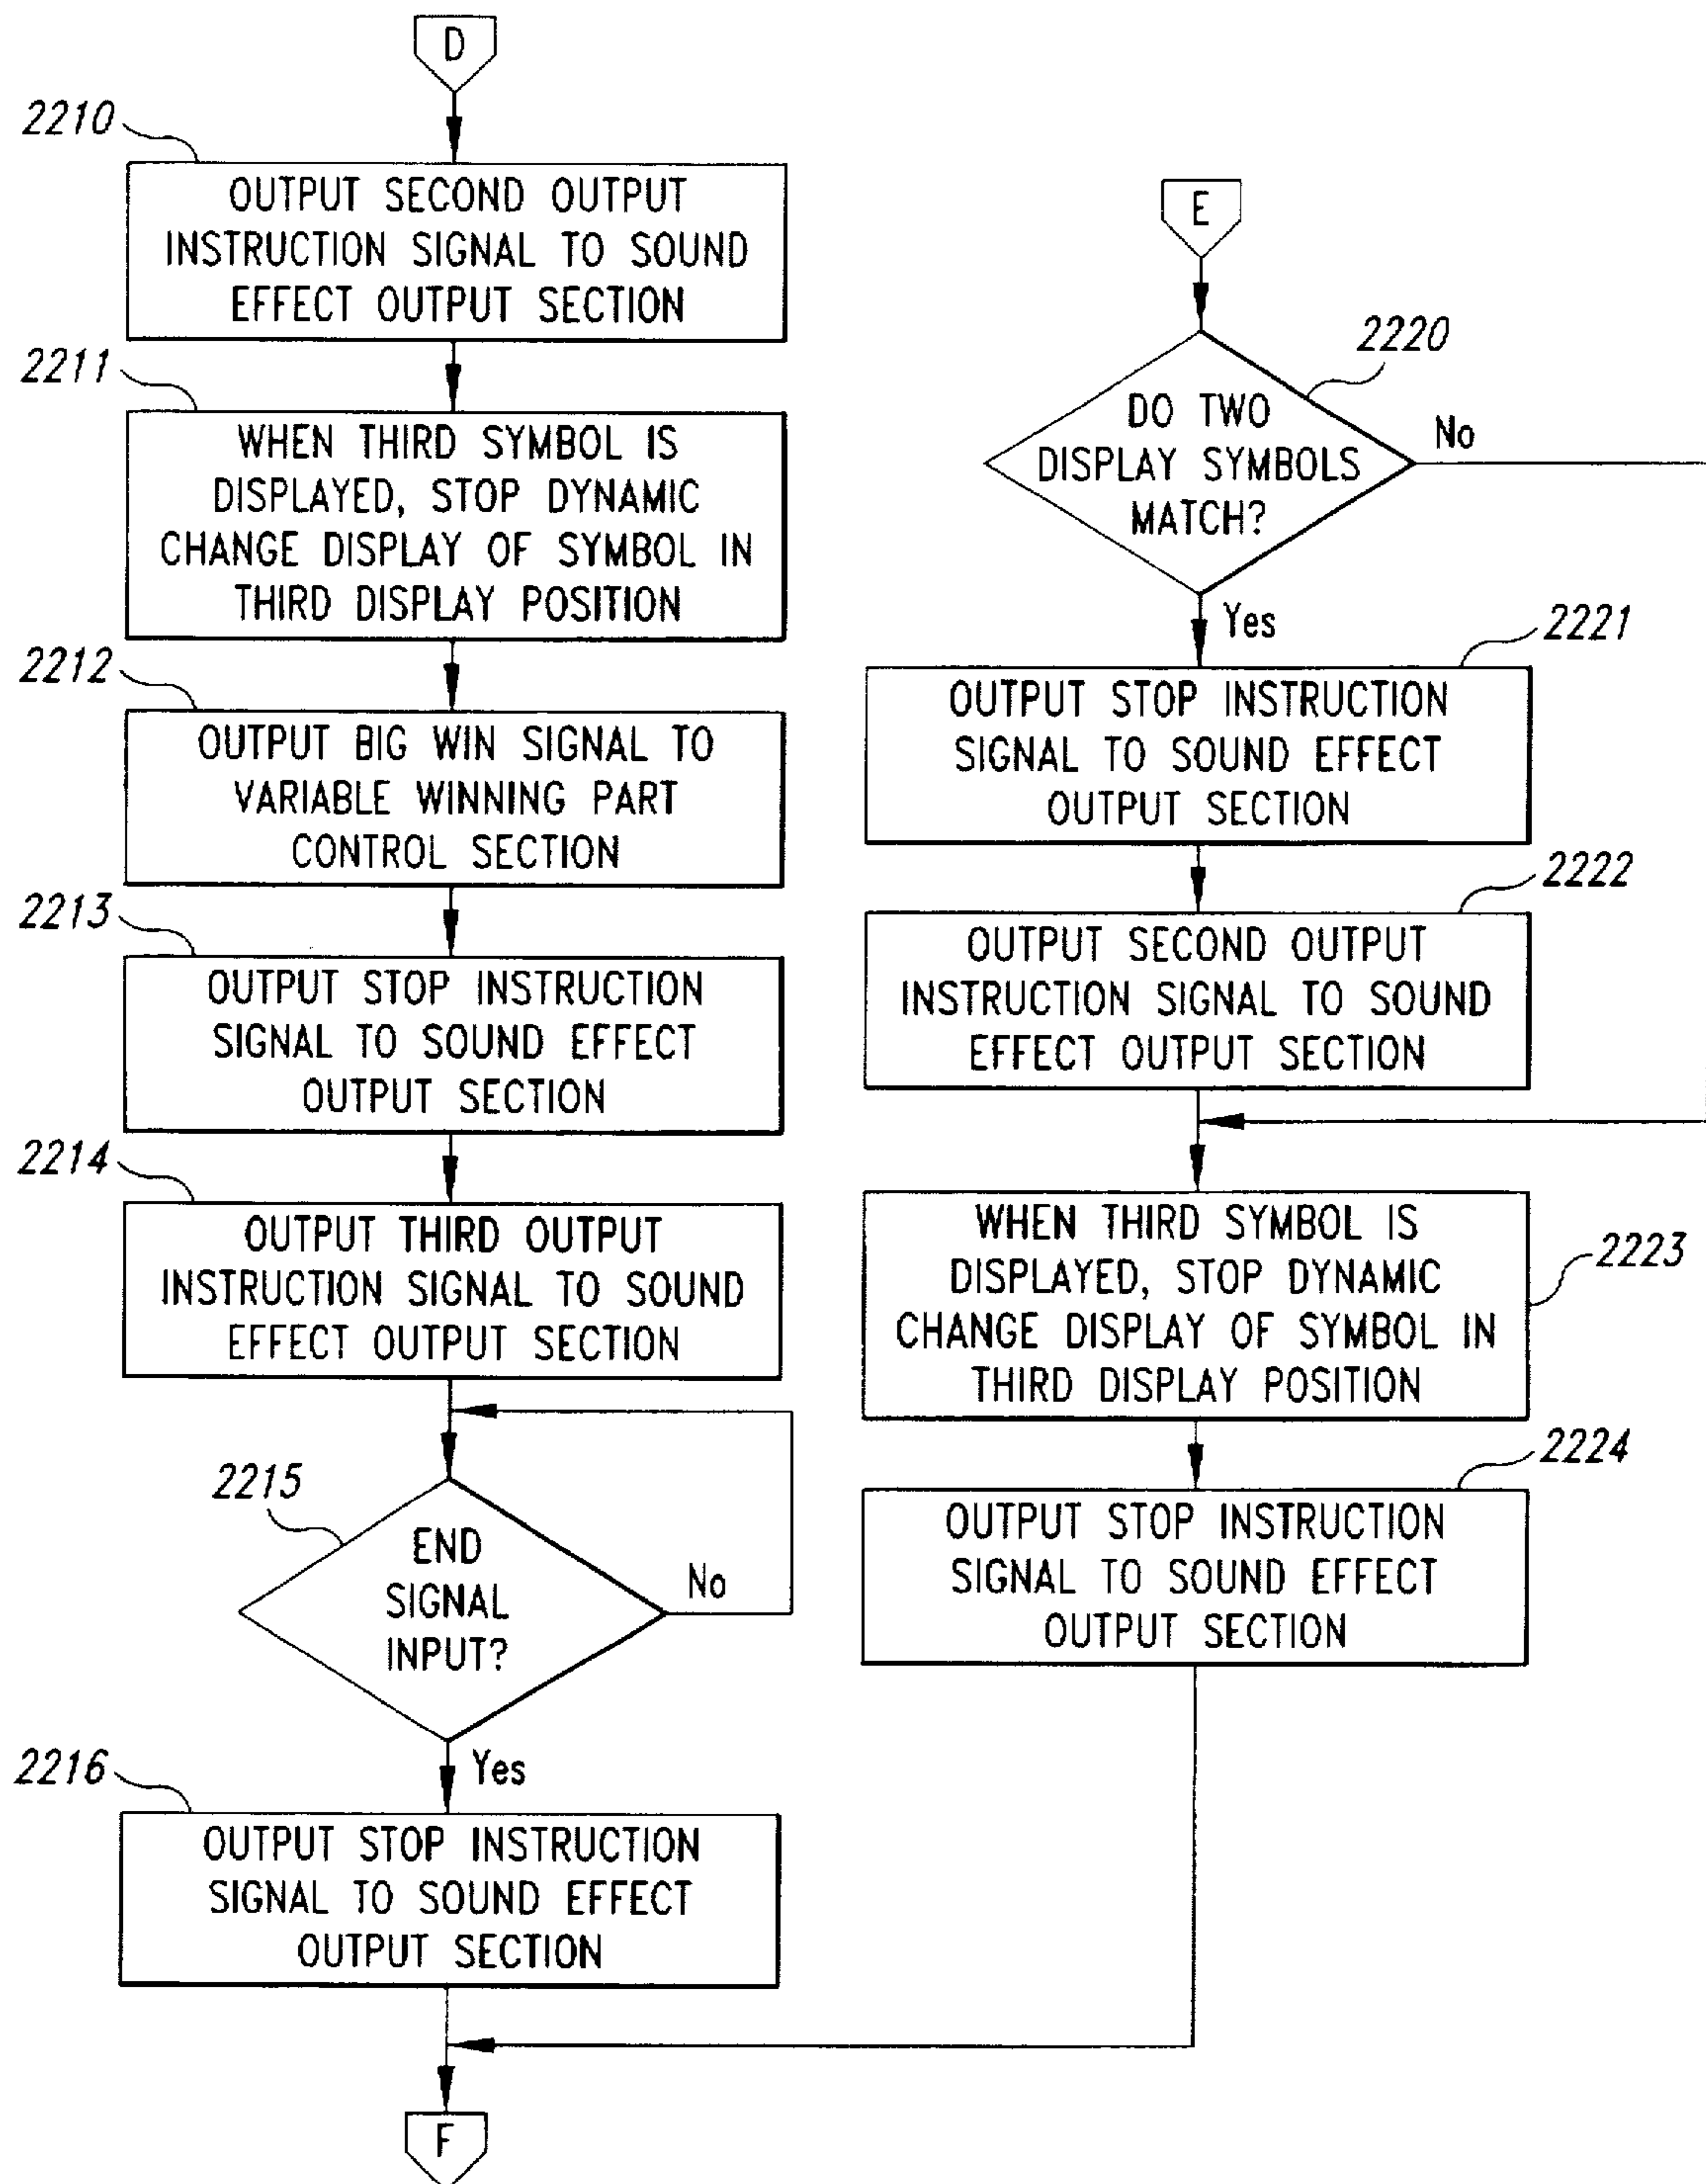 D
2210
OUTPUT SECOND OUTPUT
INSTRUCTION SIGNAL TO SOUND
EFFECT OUTPUT SECTION
2211
WHEN THIRD SYMBOL IS
DISPLAYED, STOP DYNAMIC
CHANGE DISPLAY OF SYMBOL IN
THIRD DISPLAY POSITION
2212
OUTPUT BIG WIN SIGNAL TO
VARIABLE WINNING PART
CONTROL SECTION
2213
OUTPUT STOP INSTRUCTION
SIGNAL TO SOUND EFFECT
OUTPUT SECTION
2214
OUTPUT THIRD OUTPUT
INSTRUCTION SIGNAL TO SOUND
EFFECT OUTPUT SECTION
2215
END
SIGNAL
INPUT?
No
Yes
2216
OUTPUT STOP INSTRUCTION
SIGNAL TO SOUND EFFECT
OUTPUT SECTION
F
E
2220
DO TWO
DISPLAY SYMBOLS
MATCH?
No
Yes
2221
OUTPUT STOP INSTRUCTION
SIGNAL TO SOUND EFFECT
OUTPUT SECTION
2222
OUTPUT SECOND OUTPUT
INSTRUCTION SIGNAL TO SOUND
EFFECT OUTPUT SECTION
2223
WHEN THIRD SYMBOL IS
DISPLAYED, STOP DYNAMIC
CHANGE DISPLAY OF SYMBOL IN
THIRD DISPLAY POSITION
2224
OUTPUT STOP INSTRUCTION
SIGNAL TO SOUND EFFECT
OUTPUT SECTION